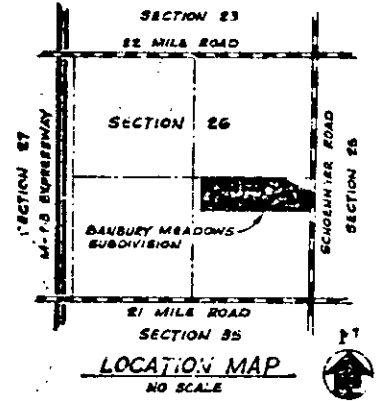 SECTION 23
22 MILE ROAD
SECTION 27
M-53 EXPRESSWAY
SECTION 26
SCHOENHERR ROAD
SECTION 25
BANBURY MEADOWS
SUBDIVISION
21 MILE ROAD
SECTION 35
LOCATION MAP
NO SCALE